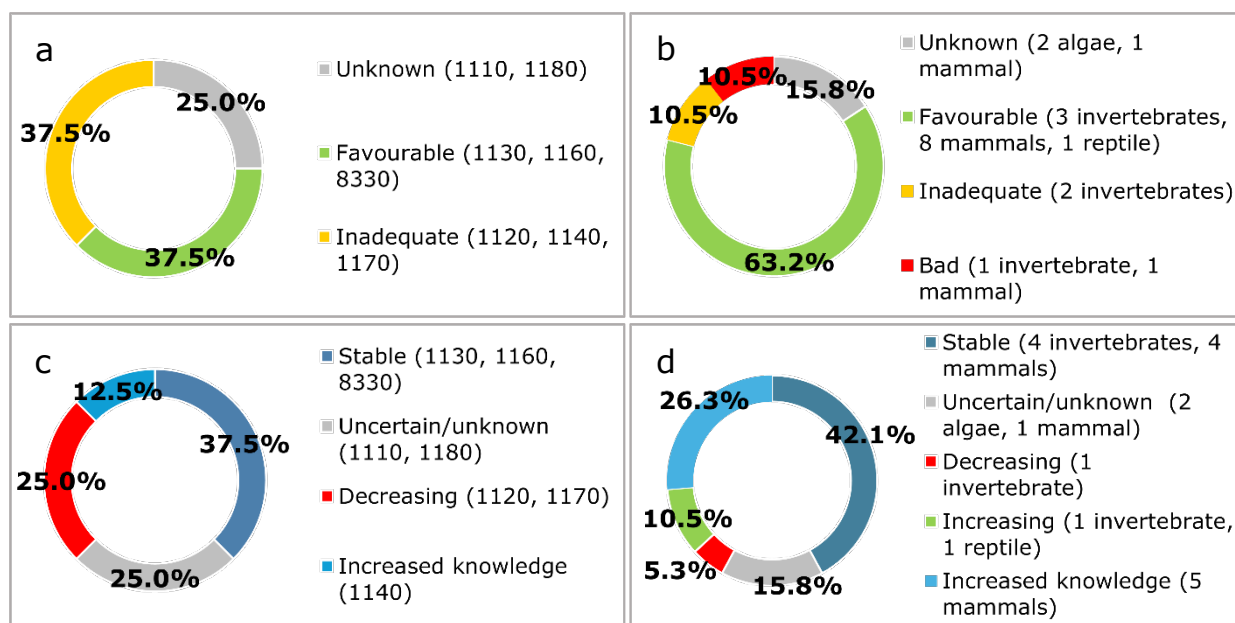 a
25.0%
37.5%
37.5%
Unknown (1110, 1180)
Favourable (1130, 1160,
8330)
Inadequate (1120, 1140,
1170)
b
10.5%
15.8%
10.5%
63.2%
Unknown (2 algae, 1
mammal)
Favourable (3 invertebrates,
8 mammals, 1 reptile)
Inadequate (2 invertebrates)
Bad (1 invertebrate, 1
mammal)
c
12.5%
37.5%
25.0%
25.0%
Stable (1130, 1160,
8330)
Uncertain/unknown
(1110, 1180)
Decreasing (1120, 1170)
Increased knowledge
(1140)
d
26.3%
42.1%
10.5%
5.3%
15.8%
Stable (4 invertebrates, 4
mammals)
Uncertain/unknown (2
algae, 1 mammal)
Decreasing (1
invertebrate)
Increasing (1 invertebrate,
1 reptile)
Increased knowledge (5
mammals)